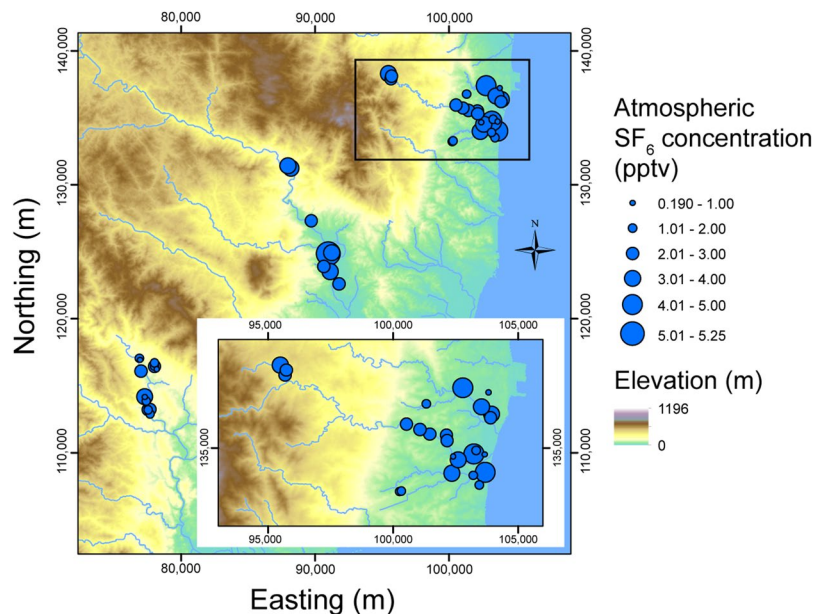 80,000 90,000 100,000
140,000 140,000
130,000 130,000
120,000 120,000
110,000 110,000
Northing (m)
N
95,000 100,000 105,000
135,000 135,000
95,000 100,000 105,000
80,000 90,000 100,000
Easting (m)
Atmospheric
SF6 concentration
(pptv)
0.190 - 1.00
1.01 - 2.00
2.01 - 3.00
3.01 - 4.00
4.01 - 5.00
5.01 - 5.25
Elevation (m)
1196
0